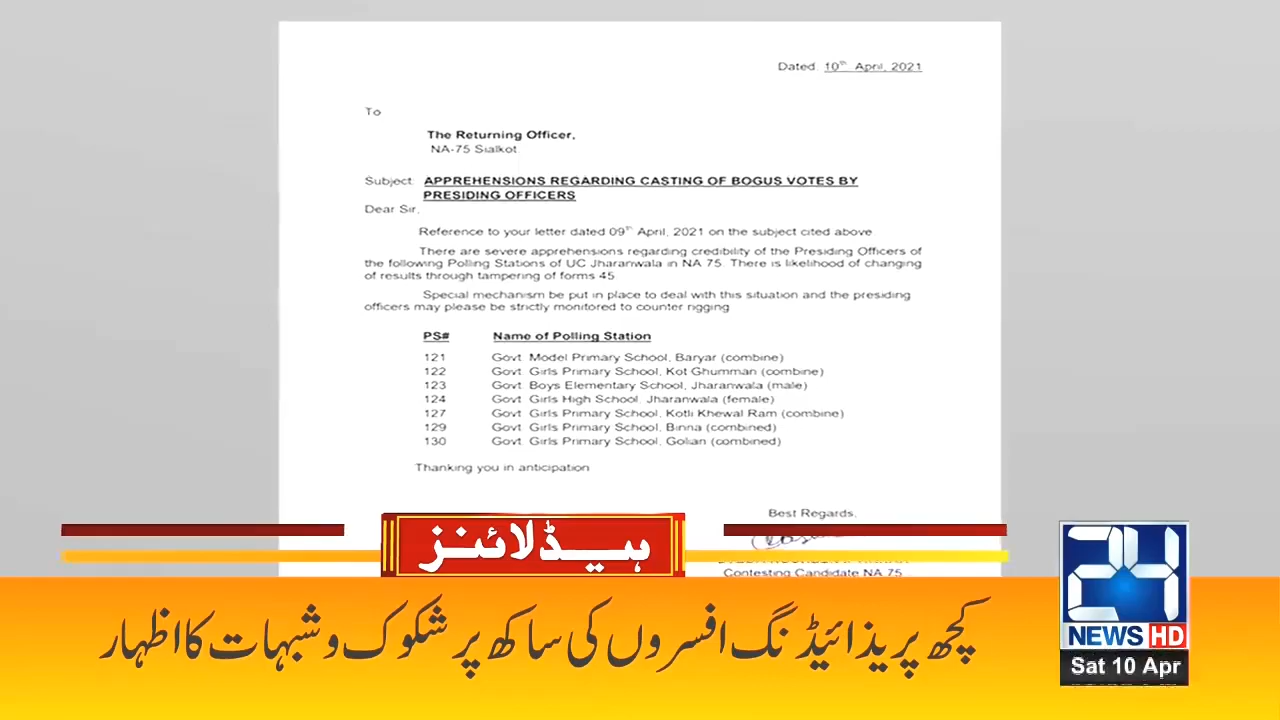 Dated: 10th April, 2021
To
The Returning Officer,
NA-75 Sialkot
Subject: APPREHENSIONS REGARDING CASTING OF BOGUS VOTES BY
PRESIDING OFFICERS
Dear Sir,
Reference to your letter dated 09th April, 2021 on the subject cited above
There are severe apprehensions regarding credibility of the Presiding Officers of
the following Polling Stations of UC Jharanwala in NA 75. There is likelihood of changing
of results through tampering of forms 45
Special mechanism be put in place to deal with this situation and the presiding
officers may please be strictly monitored to counter rigging
PS# Name of Polling Station
121 Govt Model Primary School, Baryar (combine)
122 Govt Girls Primary School, Kot Ghumman (combine)
123 Govt Boys Elementary School, Jharanwala (male)
124 Govt Girls High School, Jharanwala (female)
127 Govt Girls Primary School, Kotli Khewal Ram (combine)
129 Govt Girls Primary School, Binna (combined)
130 Govt Girls Primary School, Golian (combined)
Thanking you in anticipation
Best Regards,
Contesting Candidate NA 75
ہیڈلائنز
کچھ پریذائیڈنگ افسروں کی ساکھ پر شکوک و شبہات کا اظہار
24
NEWS HD
Sat 10 Apr